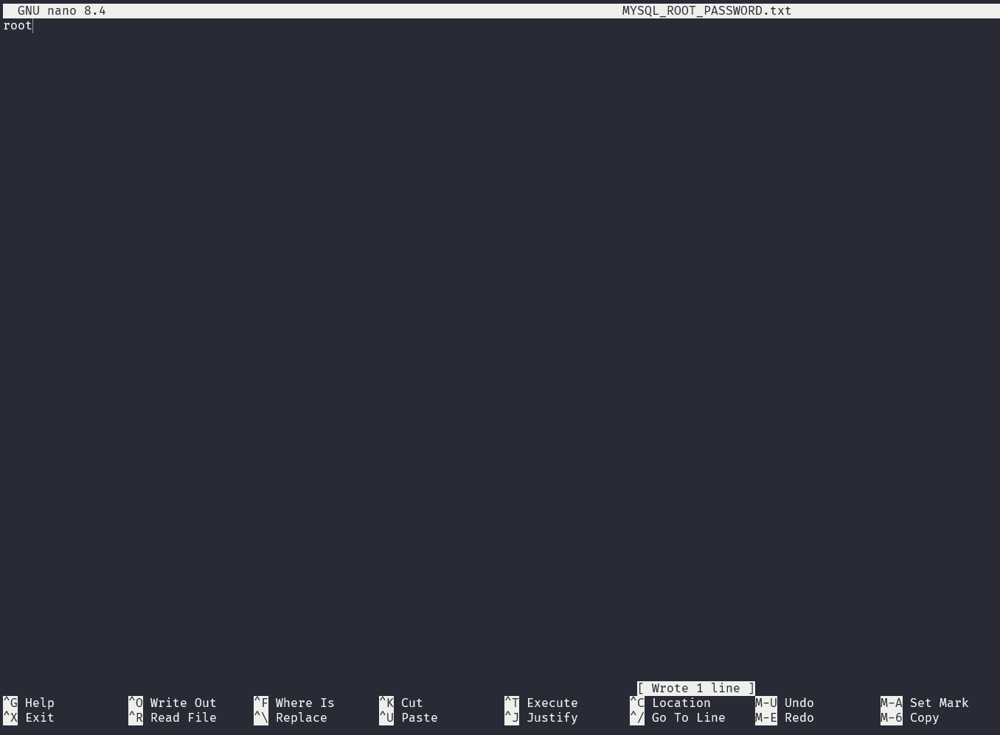 GNU nano 8.4 MYSQL_ROOT_PASSWORD.txt
root
[ Wrote 1 line ]
^G Help ^O Write Out ^F Where Is ^K Cut ^T Execute ^C Location M-U Undo M-A Set Mark
^X Exit ^R Read File ^\ Replace ^U Paste ^J Justify ^/ Go To Line M-E Redo M-6 Copy